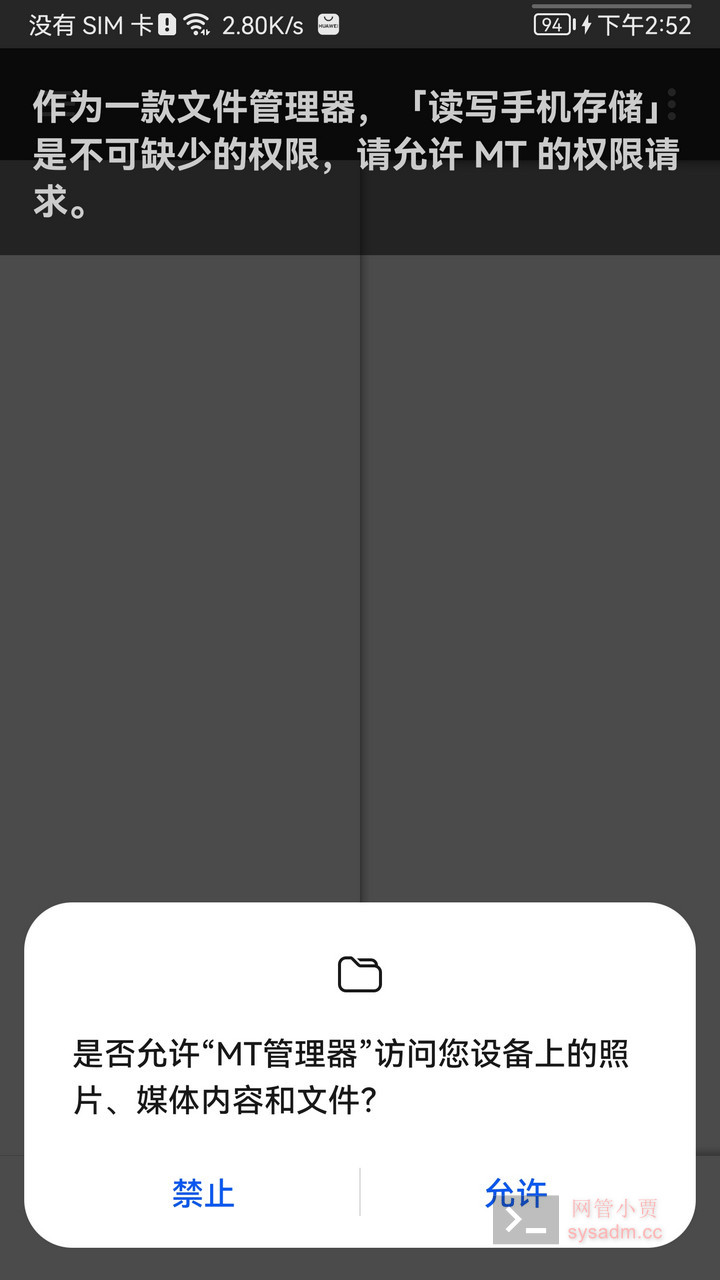 没有 SIM 卡 2.80K/s HUAWEI 94 下午2:52
作为一款文件管理器，「读写手机存储」
是不可缺少的权限，请允许 MT 的权限请
求。
是否允许“MT管理器”访问您设备上的照
片、媒体内容和文件？
禁止 允许
网管小贾
sysadm.cc